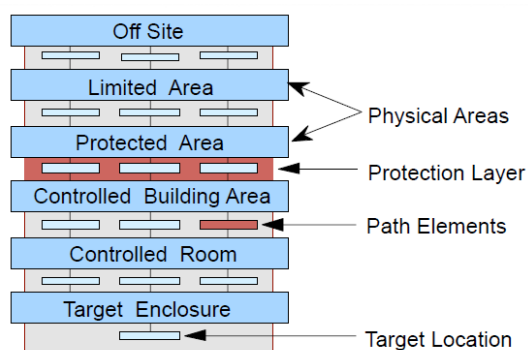 Off Site
Limited Area
Physical Areas
Protected Area
Protection Layer
Controlled Building Area
Path Elements
Controlled Room
Target Enclosure
Target Location